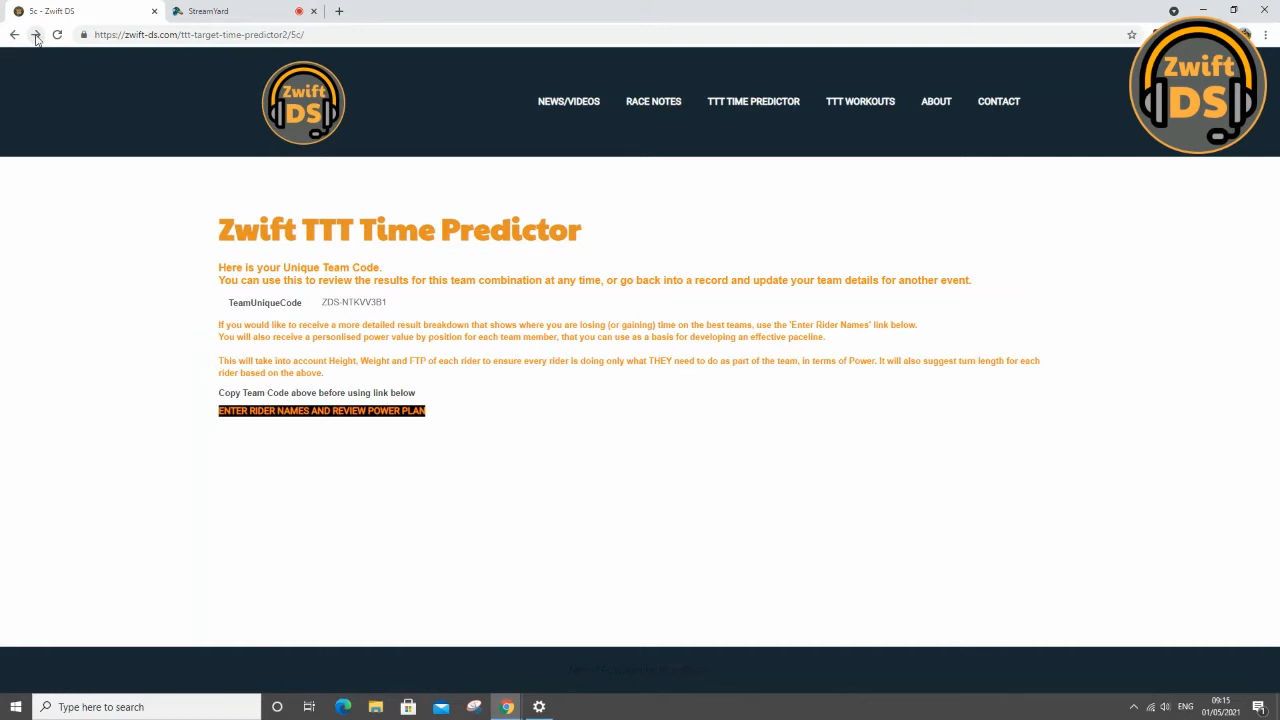 5c - Zwift DS
StreamYard
https://zwift-ds.com/ttt-target-time-predictor2/5c/
Zwift
DS
NEWS/VIDEOS
RACE NOTES
TTT TIME PREDICTOR
TTT WORKOUTS
ABOUT
CONTACT
Zwift
DS
Zwift TTT Time Predictor
Here is your Unique Team Code.
You can use this to review the results for this team combination at any time, or go back into a record and update your team details for another event.
TeamUniqueCode ZDS-NTKVV3B1
If you would like to receive a more detailed result breakdown that shows where you are losing (or gaining) time on the best teams, use the 'Enter Rider Names' link below.
You will also receive a personlised power value by position for each team member, that you can use as a basis for developing an effective paceline.
This will take into account Height, Weight and FTP of each rider to ensure every rider is doing only what THEY need to do as part of the team, in terms of Power. It will also suggest turn length for each
rider based on the above.
Copy Team Code above before using link below
ENTER RIDER NAMES AND REVIEW POWER PLAN
Type here to search
ENG
09:15
01/05/2021